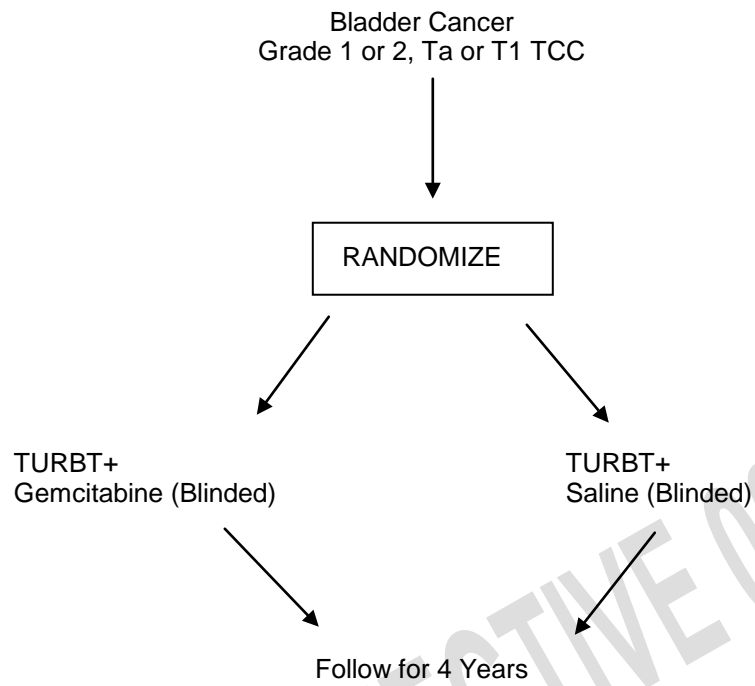 Bladder Cancer
Grade 1 or 2, Ta or T1 TCC
RANDOMIZE
TURBT+
Gemcitabine (Blinded)
TURBT+
Saline (Blinded)
Follow for 4 Years